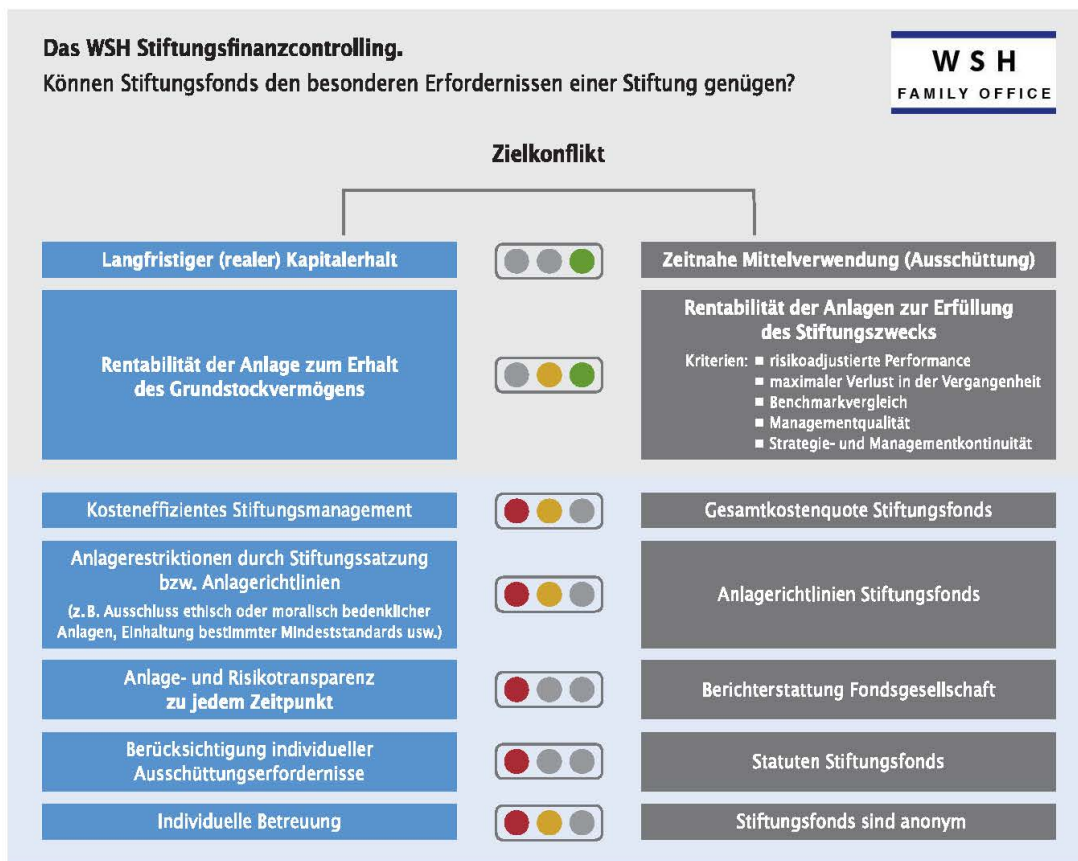 Das WSH Stiftungsfinanzcontrolling.
Können Stiftungsfonds den besonderen Erfordernissen einer Stiftung genügen?
WSH
FAMILY OFFICE
Zielkonflikt
Langfristiger (realer) Kapitalerhalt
Zeitnahe Mittelverwendung (Ausschüttung)
Rentabilität der Anlage zum Erhalt
des Grundstockvermögens
Rentabilität der Anlagen zur Erfüllung
des Stiftungszwecks
Kriterien: ■ risikoadjustierte Performance
■ maximaler Verlust in der Vergangenheit
■ Benchmarkvergleich
■ Managementqualität
■ Strategie- und Managementkontinuität
Kosteneffizientes Stiftungsmanagement
Gesamtkostenquote Stiftungsfonds
Anlagerestriktionen durch Stiftungssatzung
bzw. Anlagerichtlinien
(z.B. Ausschluss ethisch oder moralisch bedenklicher
Anlagen, Einhaltung bestimmter Mindeststandards usw.)
Anlagerichtlinien Stiftungsfonds
Anlage- und Risikotransparenz
zu jedem Zeitpunkt
Berichterstattung Fondsgesellschaft
Berücksichtigung individueller
Ausschüttungserfordernisse
Statuten Stiftungsfonds
Individuelle Betreuung
Stiftungsfonds sind anonym